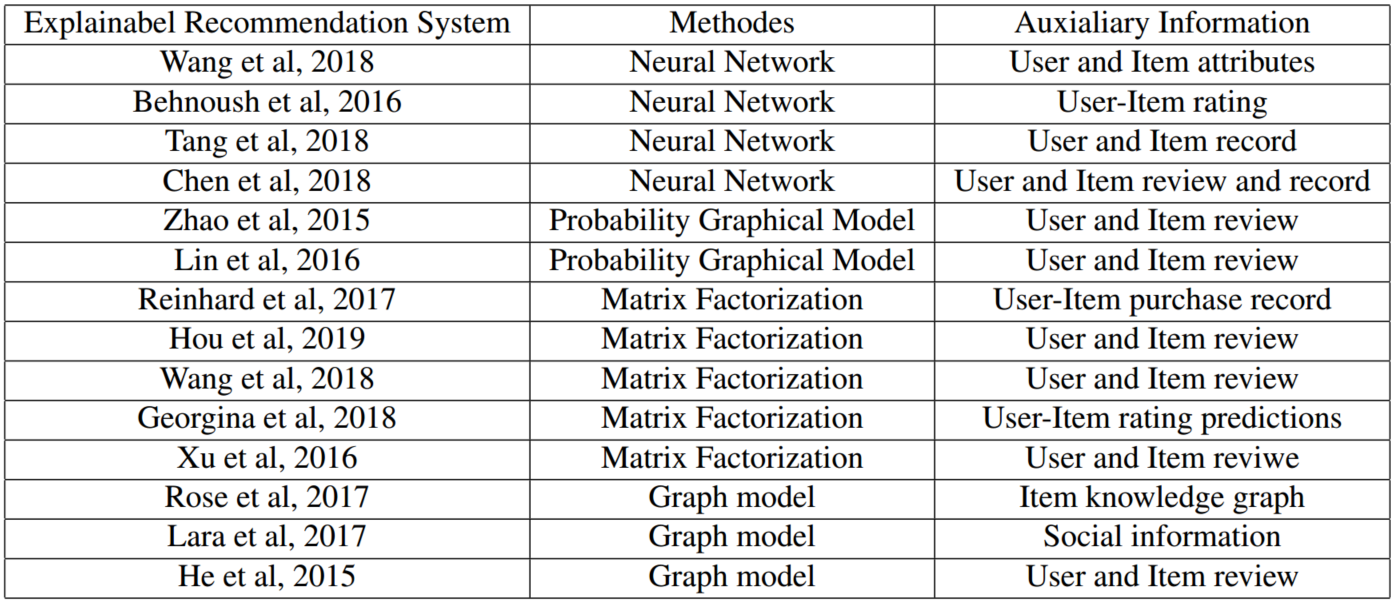 Explainabel Recommendation System Methodes Auxialiary Information
Wang et al, 2018 Neural Network User and Item attributes
Behnoush et al, 2016 Neural Network User-Item rating
Tang et al, 2018 Neural Network User and Item record
Chen et al, 2018 Neural Network User and Item review and record
Zhao et al, 2015 Probability Graphical Model User and Item review
Lin et al, 2016 Probability Graphical Model User and Item review
Reinhard et al, 2017 Matrix Factorization User-Item purchase record
Hou et al, 2019 Matrix Factorization User and Item review
Wang et al, 2018 Matrix Factorization User and Item review
Georgina et al, 2018 Matrix Factorization User-Item rating predictions
Xu et al, 2016 Matrix Factorization User and Item reviwe
Rose et al, 2017 Graph model Item knowledge graph
Lara et al, 2017 Graph model Social information
He et al, 2015 Graph model User and Item review